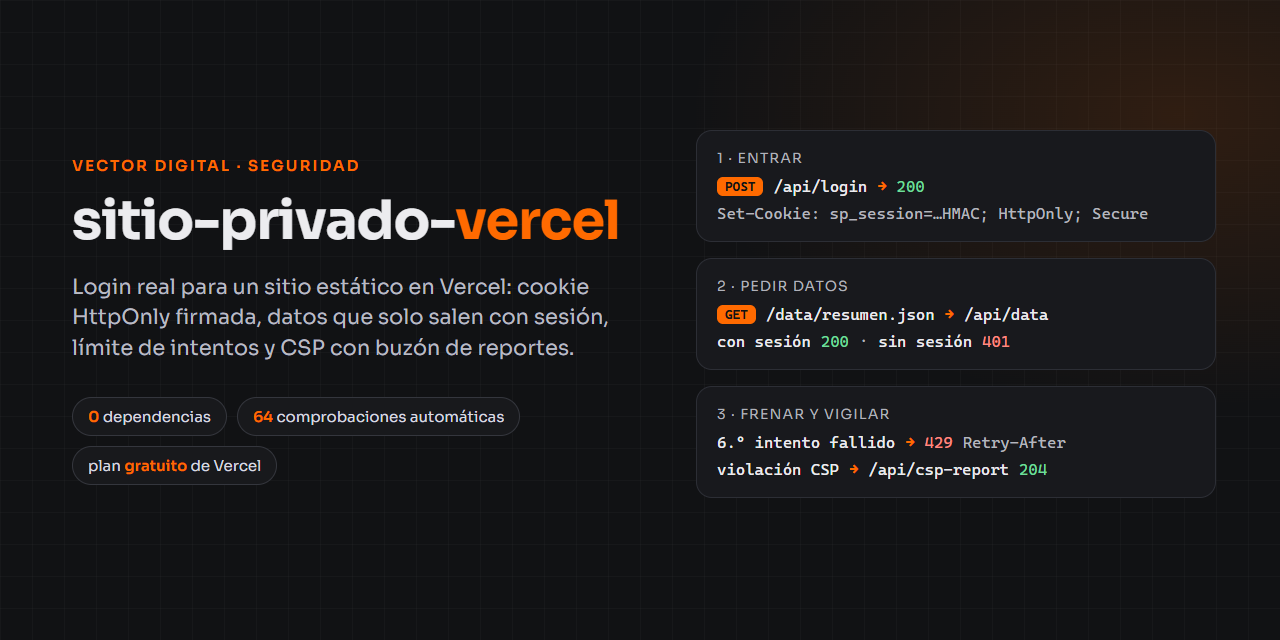 VECTOR DIGITAL · SEGURIDAD
sitio-privado-vercel
Login real para un sitio estático en Vercel: cookie
HttpOnly firmada, datos que solo salen con sesión,
límite de intentos y CSP con buzón de reportes.
0 dependencias
64 comprobaciones automáticas
plan gratuito de Vercel
1 · ENTRAR
POST /api/login → 200
Set-Cookie: sp_session=…HMAC; HttpOnly; Secure
2 · PEDIR DATOS
GET /data/resumen.json → /api/data
con sesión 200 · sin sesión 401
3 · FRENAR Y VIGILAR
6.º intento fallido → 429 Retry-After
violación CSP → /api/csp-report 204